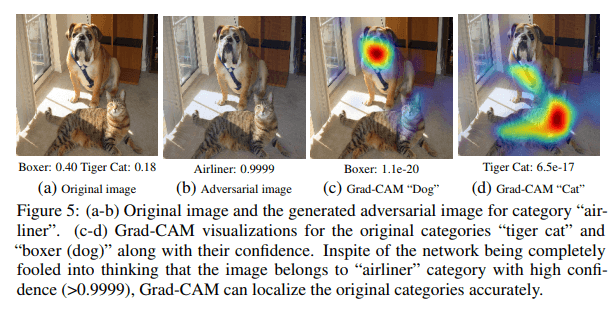 Boxer: 0.40 Tiger Cat: 0.18
Airliner: 0.9999
Boxer: 1.1e-20
Tiger Cat: 6.5e-17
(a) Original image
(b) Adversarial image
(c) Grad-CAM “Dog”
(d) Grad-CAM “Cat”
Figure 5: (a-b) Original image and the generated adversarial image for category “air-
liner”. (c-d) Grad-CAM visualizations for the original categories “tiger cat” and
“boxer (dog)” along with their confidence. Inspite of the network being completely
fooled into thinking that the image belongs to “airliner” category with high confi-
dence (>0.9999), Grad-CAM can localize the original categories accurately.